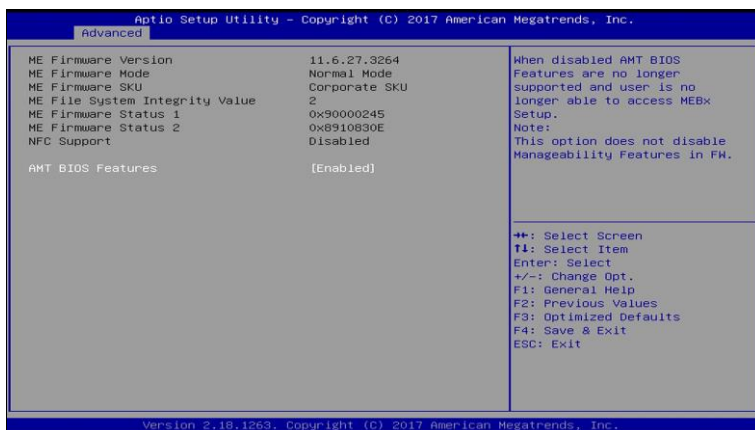 Aptio Setup Utility – Copyright (C) 2017 American Megatrends, Inc.
Advanced
ME Firmware Version 11.6.27.3264
ME Firmware Mode Normal Mode
ME Firmware SKU Corporate SKU
ME File System Integrity Value 2
ME Firmware Status 1 0x90000245
ME Firmware Status 2 0x8910830E
NFC Support Disabled
AMT BIOS Features [Enabled]
When disabled AMT BIOS
Features are no longer
supported and user is no
longer able to access MEBx
Setup.
Note:
This option does not disable
Manageability Features in FW.
→←: Select Screen
↑↓: Select Item
Enter: Select
+/-: Change Opt.
F1: General Help
F2: Previous Values
F3: Optimized Defaults
F4: Save & Exit
ESC: Exit
Version 2.18.1263. Copyright (C) 2017 American Megatrends, Inc.